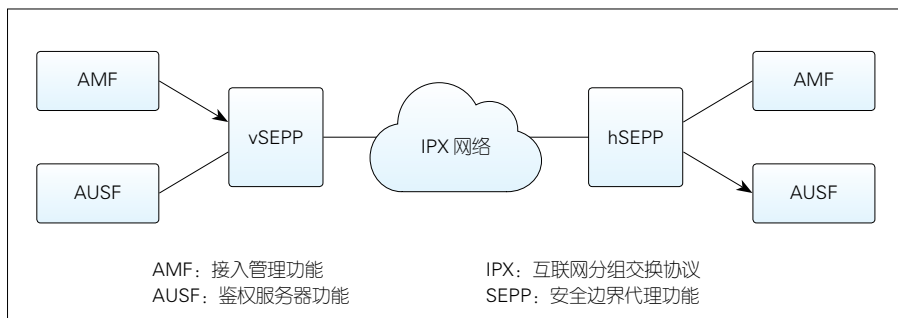 AMF
AMF
vSEPP
IPX 网络
hSEPP
AUSF
AUSF
AMF：接入管理功能
IPX：互联网分组交换协议
AUSF：鉴权服务器功能
SEPP：安全边界代理功能